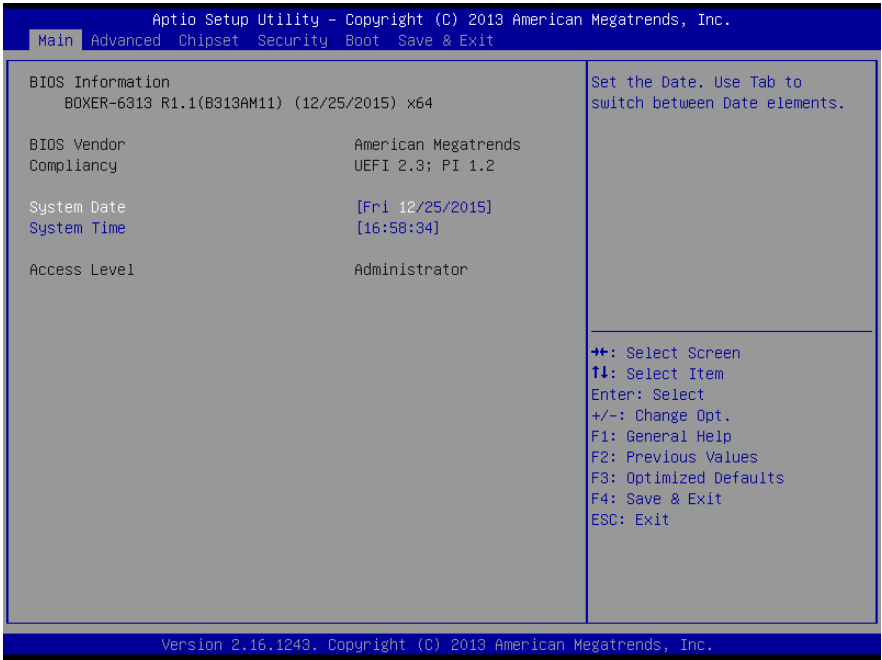 Aptio Setup Utility – Copyright (C) 2013 American Megatrends, Inc.
Main Advanced Chipset Security Boot Save & Exit
BIOS Information
BOXER-6313 R1.1(B313AM11) (12/25/2015) x64
BIOS Vendor American Megatrends
Compliancy UEFI 2.3; PI 1.2
System Date [Fri 12/25/2015]
System Time [16:58:34]
Access Level Administrator
Set the Date. Use Tab to
switch between Date elements.
→←: Select Screen
↑↓: Select Item
Enter: Select
+/-: Change Opt.
F1: General Help
F2: Previous Values
F3: Optimized Defaults
F4: Save & Exit
ESC: Exit
Version 2.16.1243. Copyright (C) 2013 American Megatrends, Inc.